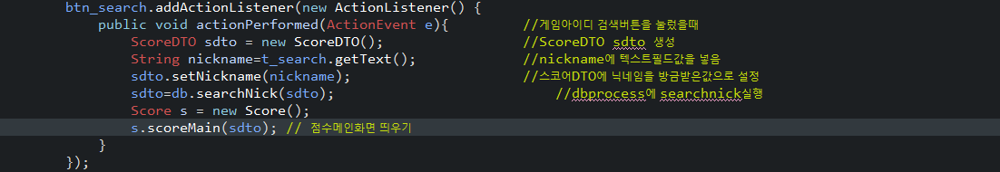 btn_search.addActionListener(new ActionListener() {
public void actionPerformed(ActionEvent e){ //게임아이디 검색버튼을 눌렀을때
ScoreDTO sdto = new ScoreDTO(); //ScoreDTO sdto 생성
String nickname=t_search.getText(); //nickname에 텍스트필드값을 넣음
sdto.setNickname(nickname); //스코어DTO에 닉네임을 방금받은값으로 설정
sdto=db.searchNick(sdto); //dbprocess에 searchnick실행
Score s = new Score();
s.scoreMain(sdto); // 점수메인화면 띄우기
}
});